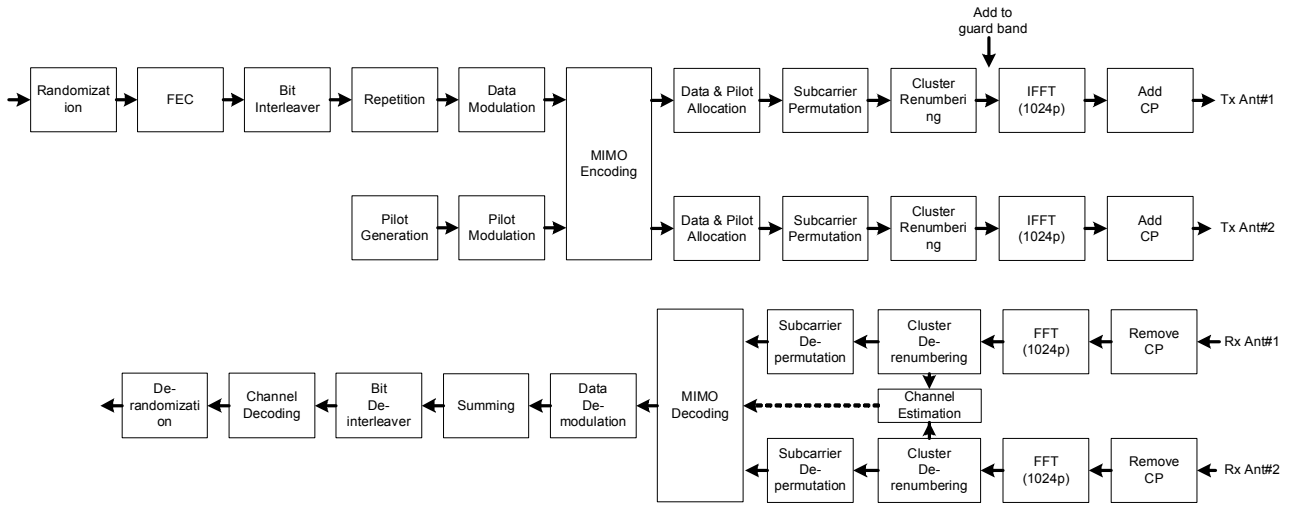 Add to
guard band
Randomizat
ion
FEC
Bit
Interleaver
Repetition
Data
Modulation
MIMO
Encoding
Data & Pilot
Allocation
Subcarrier
Permutation
Cluster
Renumberi
ng
IFFT
(1024p)
Add
CP
Tx Ant#1
Pilot
Generation
Pilot
Modulation
Data & Pilot
Allocation
Subcarrier
Permutation
Cluster
Renumberi
ng
IFFT
(1024p)
Add
CP
Tx Ant#2
Subcarrier
De-
permutation
Cluster
De-
renumbering
FFT
(1024p)
Remove
CP
Rx Ant#1
De-
randomizati
on
Channel
Decoding
Bit
De-
interleaver
Summing
Data
De-
modulation
MIMO
Decoding
Channel
Estimation
Subcarrier
De-
permutation
Cluster
De-
renumbering
FFT
(1024p)
Remove
CP
Rx Ant#2